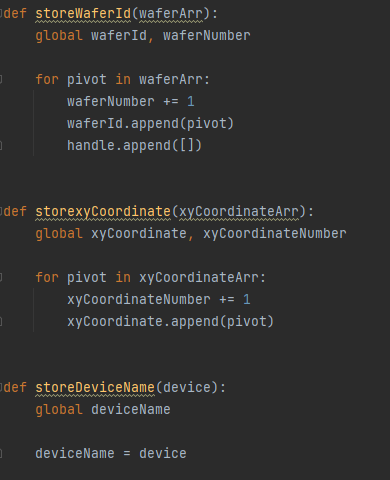 def storeWaferId(waferArr):
    global waferId, waferNumber
    for pivot in waferArr:
        waferNumber += 1
        waferId.append(pivot)
        handle.append([])
def storexyCoordinate(xyCoordinateArr):
    global xyCoordinate, xyCoordinateNumber
    for pivot in xyCoordinateArr:
        xyCoordinateNumber += 1
        xyCoordinate.append(pivot)
def storeDeviceName(device):
    global deviceName
    deviceName = device